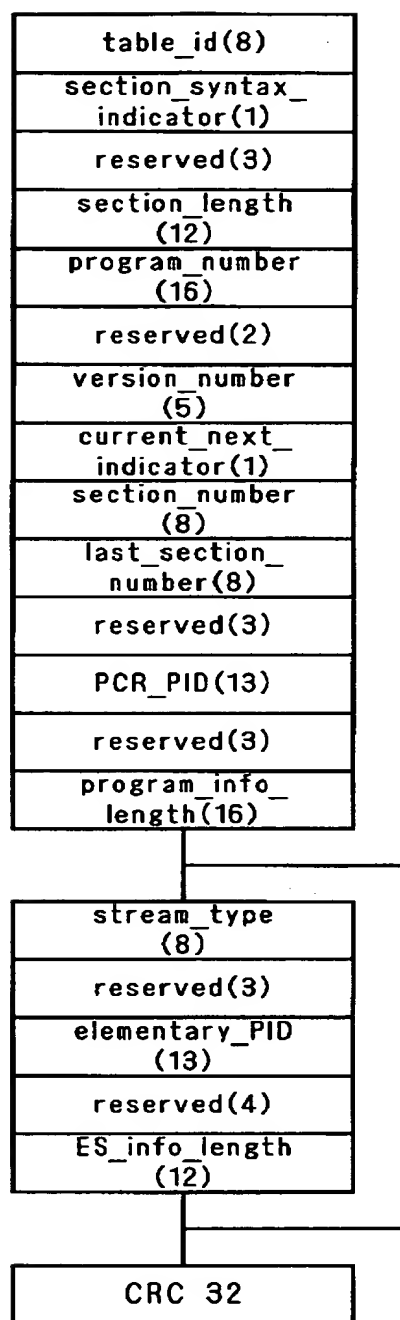 table_id(8)
section_syntax_
indicator(1)
reserved(3)
section_length
(12)
program_number
(16)
reserved(2)
version_number
(5)
current_next_
indicator(1)
section_number
(8)
last_section_
number(8)
reserved(3)
PCR_PID(13)
reserved(3)
program_info_
length(16)
stream_type
(8)
reserved(3)
elementary_PID
(13)
reserved(4)
ES_info_length
(12)
CRC 32